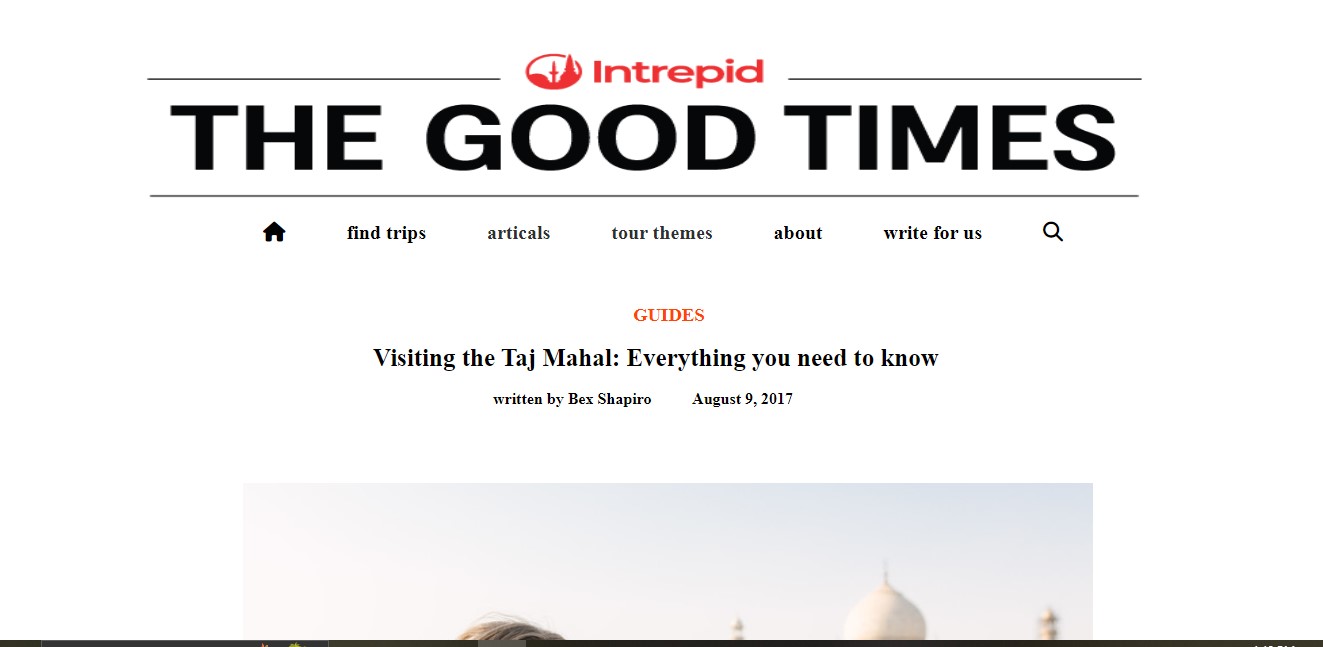 Intrepid
THE GOOD TIMES
find trips articals tour themes about write for us
GUIDES
Visiting the Taj Mahal: Everything you need to know
written by Bex Shapiro August 9, 2017